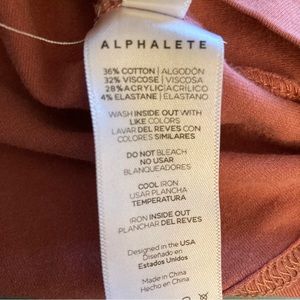 ALPHALETE
36% COTTON | ALGODÓN
32% VISCOSE | VISCOSA
28% ACRYLIC | ACRÍLICO
4% ELASTANE | ELASTANO
WASH INSIDE OUT WITH
LIKE COLORS
LAVAR DEL REVES CON
COLORES SIMILARES
DO NOT BLEACH
NO USAR
BLANQUEADORES
COOL IRON
USAR PLANCHA
TEMPERATURA
IRON INSIDE OUT
PLANCHAR DEL REVES
Designed in the USA
Diseñado en
Estados Unidos
Made in China
Hecho en China